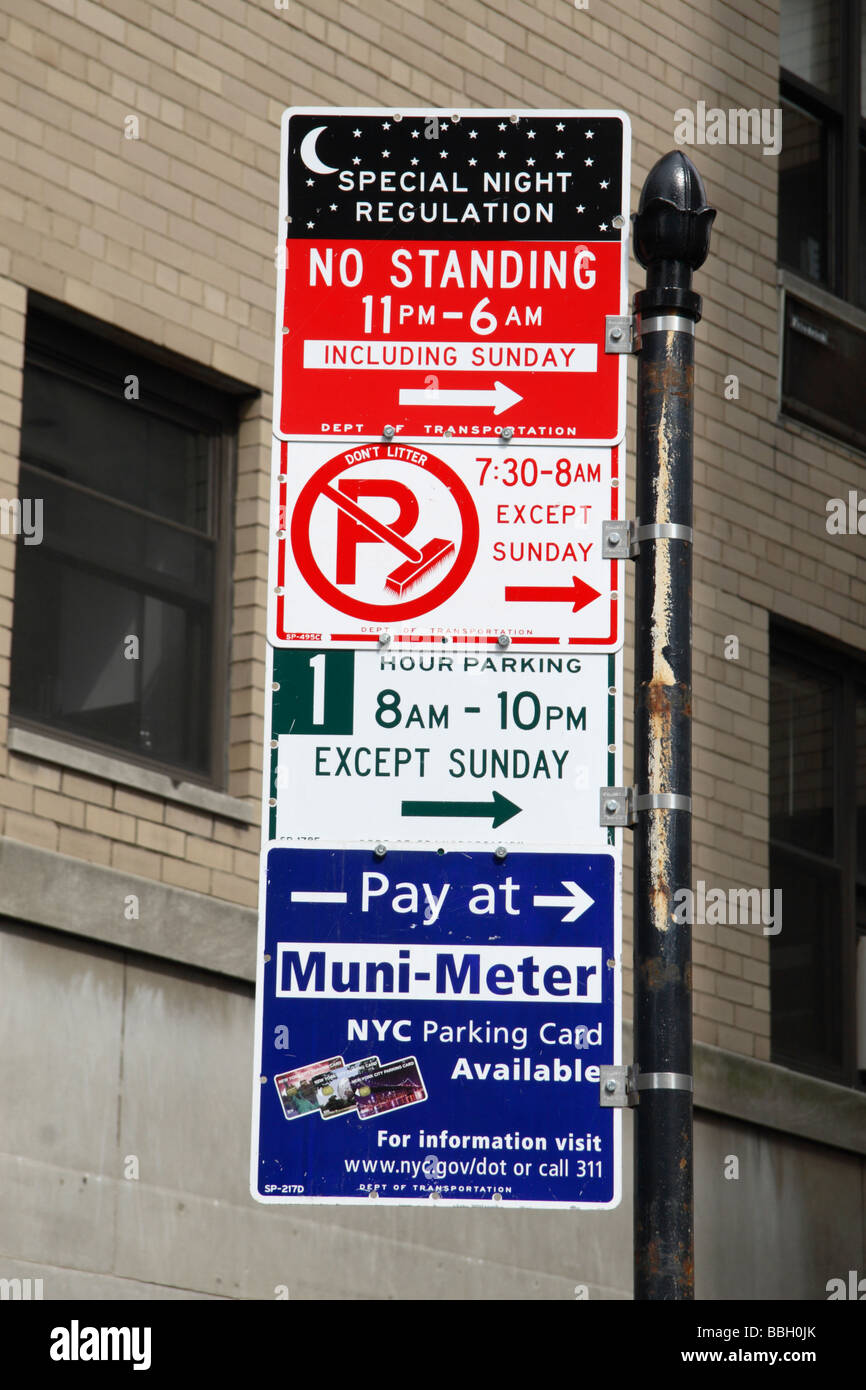 SPECIAL NIGHT
REGULATION
NO STANDING
11PM-6AM
INCLUDING SUNDAY
DEPT OF TRANSPORTATION
DON'T LITTER
P
7:30-8AM
EXCEPT
SUNDAY
SP-495C
DEPT OF TRANSPORTATION
1 HOUR PARKING
8AM - 10PM
EXCEPT SUNDAY
Pay at
Muni-Meter
NYC Parking Card
Available
For information visit
www.nyc.gov/dot or call 311
SP-217D
DEPT OF TRANSPORTATION
alamy
Image ID: BBH0JK
www.alamy.com